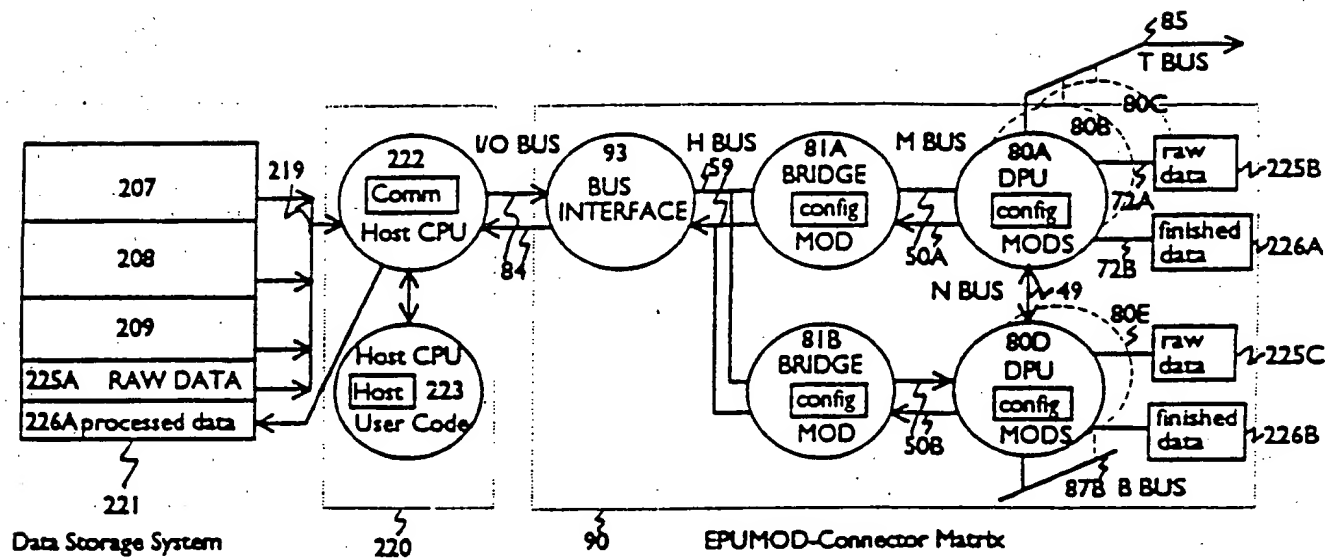 85
T BUS
80C
80B
I/O BUS
H BUS
M BUS
207
219
222
Comm
Host CPU
93
BUS
INTERFACE
59
81A
BRIDGE
config
MOD
80A
DPU
config
MODS
72A
raw
data
225B
208
84
50A
72B
finished
data
226A
N BUS
49
80E
209
225A RAW DATA
226A processed data
Host CPU
Host 223
User Code
81B
BRIDGE
config
MOD
50B
80D
DPU
config
MODS
raw
data
225C
finished
data
226B
87B B BUS
221
Data Storage System
220
90
EPUMOD-Connector Matrix